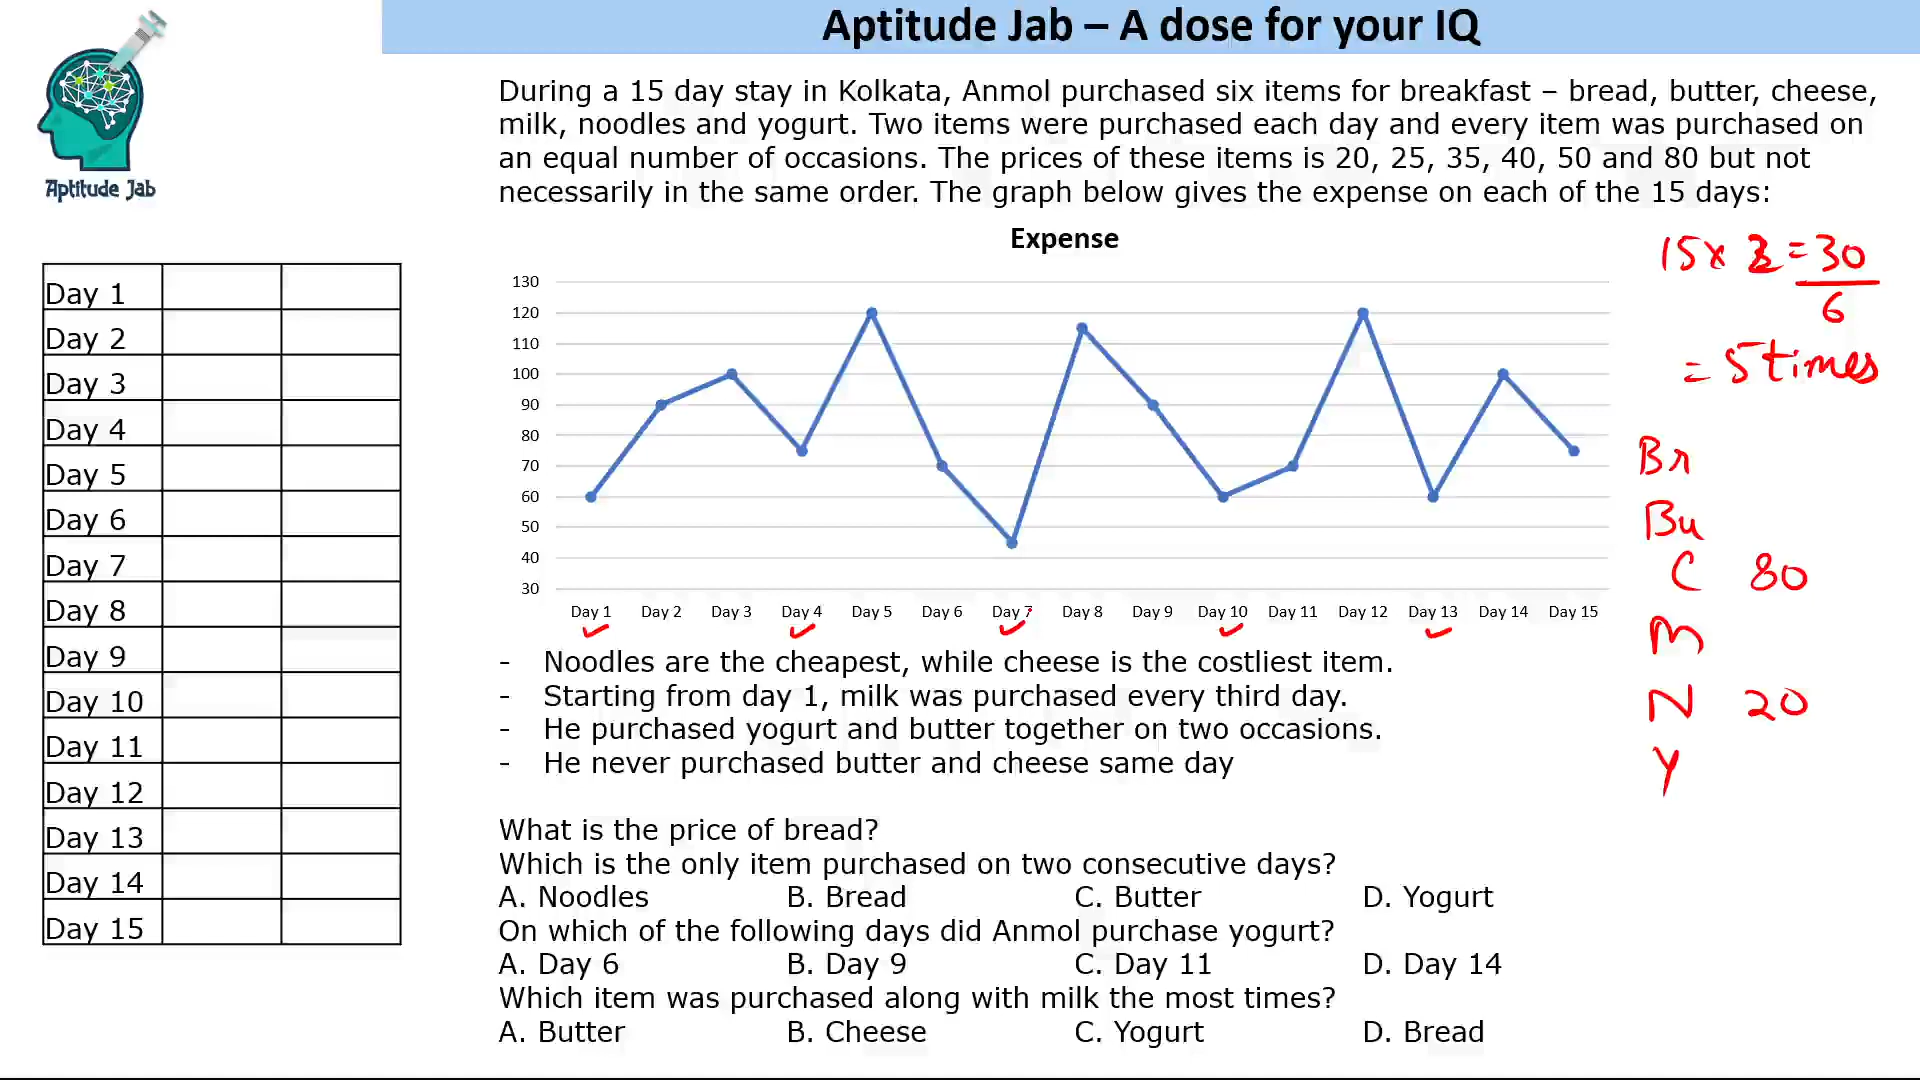 Aptitude Jab – A dose for your IQ
Aptitude Jab
During a 15 day stay in Kolkata, Anmol purchased six items for breakfast – bread, butter, cheese,
milk, noodles and yogurt. Two items were purchased each day and every item was purchased on
an equal number of occasions. The prices of these items is 20, 25, 35, 40, 50 and 80 but not
necessarily in the same order. The graph below gives the expense on each of the 15 days:
Day 1
Day 2
Day 3
Day 4
Day 5
Day 6
Day 7
Day 8
Day 9
Day 10
Day 11
Day 12
Day 13
Day 14
Day 15
Expense
130
120
110
100
90
80
70
60
50
40
30
Day 1 Day 2 Day 3 Day 4 Day 5 Day 6 Day 7 Day 8 Day 9 Day 10 Day 11 Day 12 Day 13 Day 14 Day 15
15 x 2 = 30
6
= 5 times
Br
Bu
C 80
M
N 20
Y
- Noodles are the cheapest, while cheese is the costliest item.
- Starting from day 1, milk was purchased every third day.
- He purchased yogurt and butter together on two occasions.
- He never purchased butter and cheese same day
What is the price of bread?
Which is the only item purchased on two consecutive days?
A. Noodles B. Bread C. Butter D. Yogurt
On which of the following days did Anmol purchase yogurt?
A. Day 6 B. Day 9 C. Day 11 D. Day 14
Which item was purchased along with milk the most times?
A. Butter B. Cheese C. Yogurt D. Bread